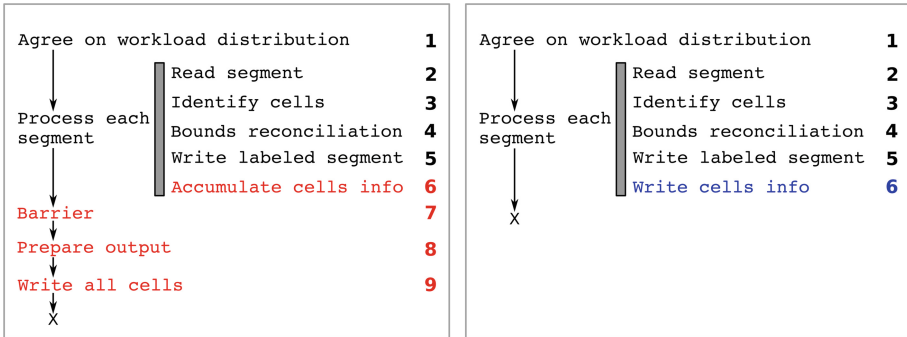 Agree on workload distribution 1
Read segment 2
Identify cells 3
Process each segment
Bounds reconciliation 4
Write labeled segment 5
Accumulate cells info 6
Barrier 7
Prepare output 8
Write all cells 9
X
Agree on workload distribution 1
Read segment 2
Identify cells 3
Process each segment
Bounds reconciliation 4
Write labeled segment 5
Write cells info 6
X